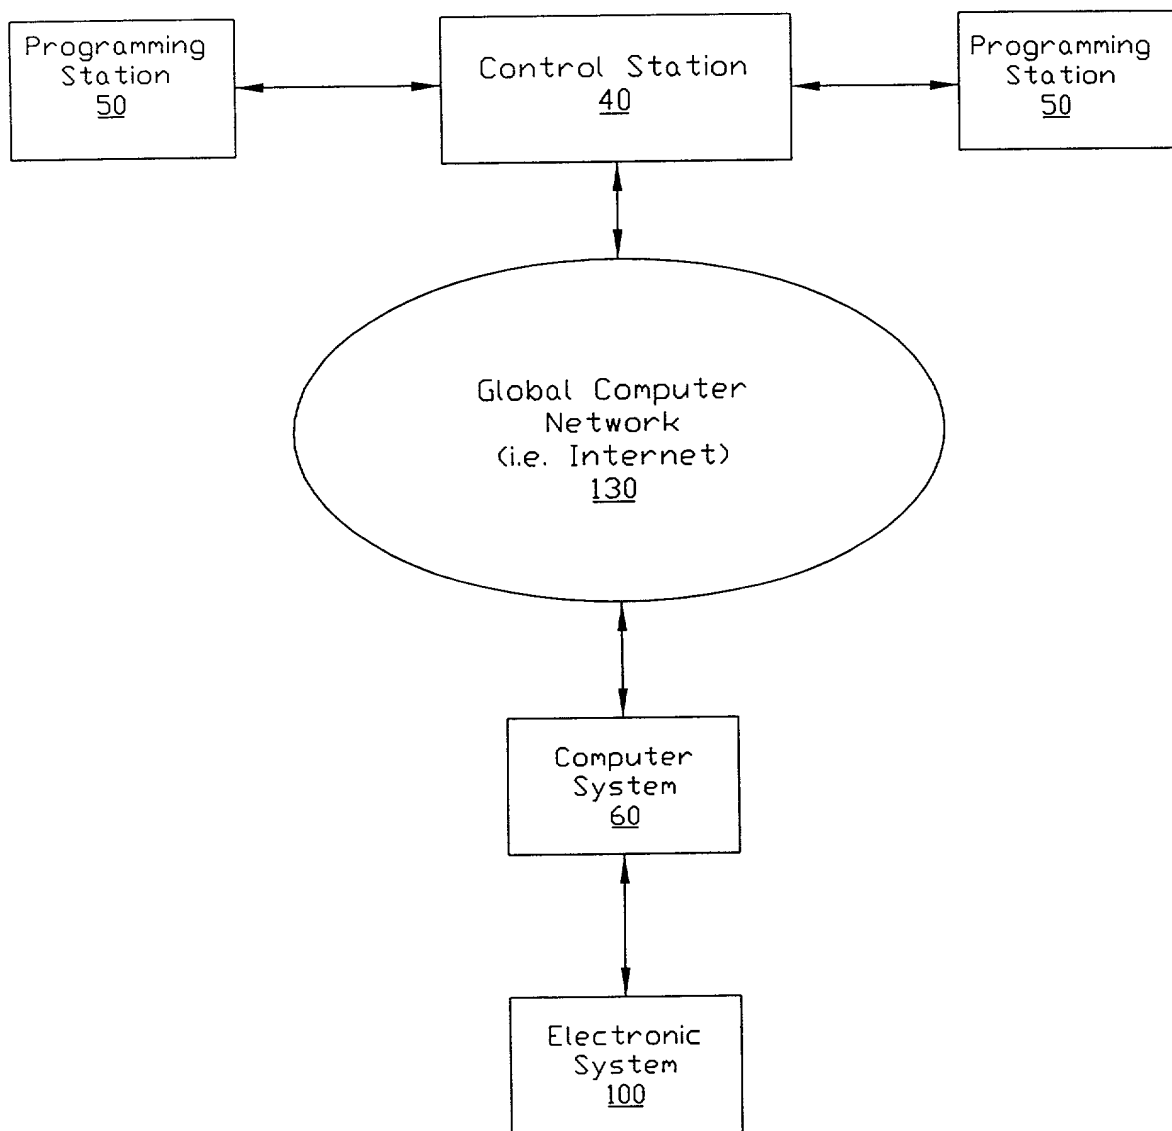 Programming
Station
50
Control Station
40
Programming
Station
50
Global Computer
Network
(i.e. Internet)
130
Computer
System
60
Electronic
System
100